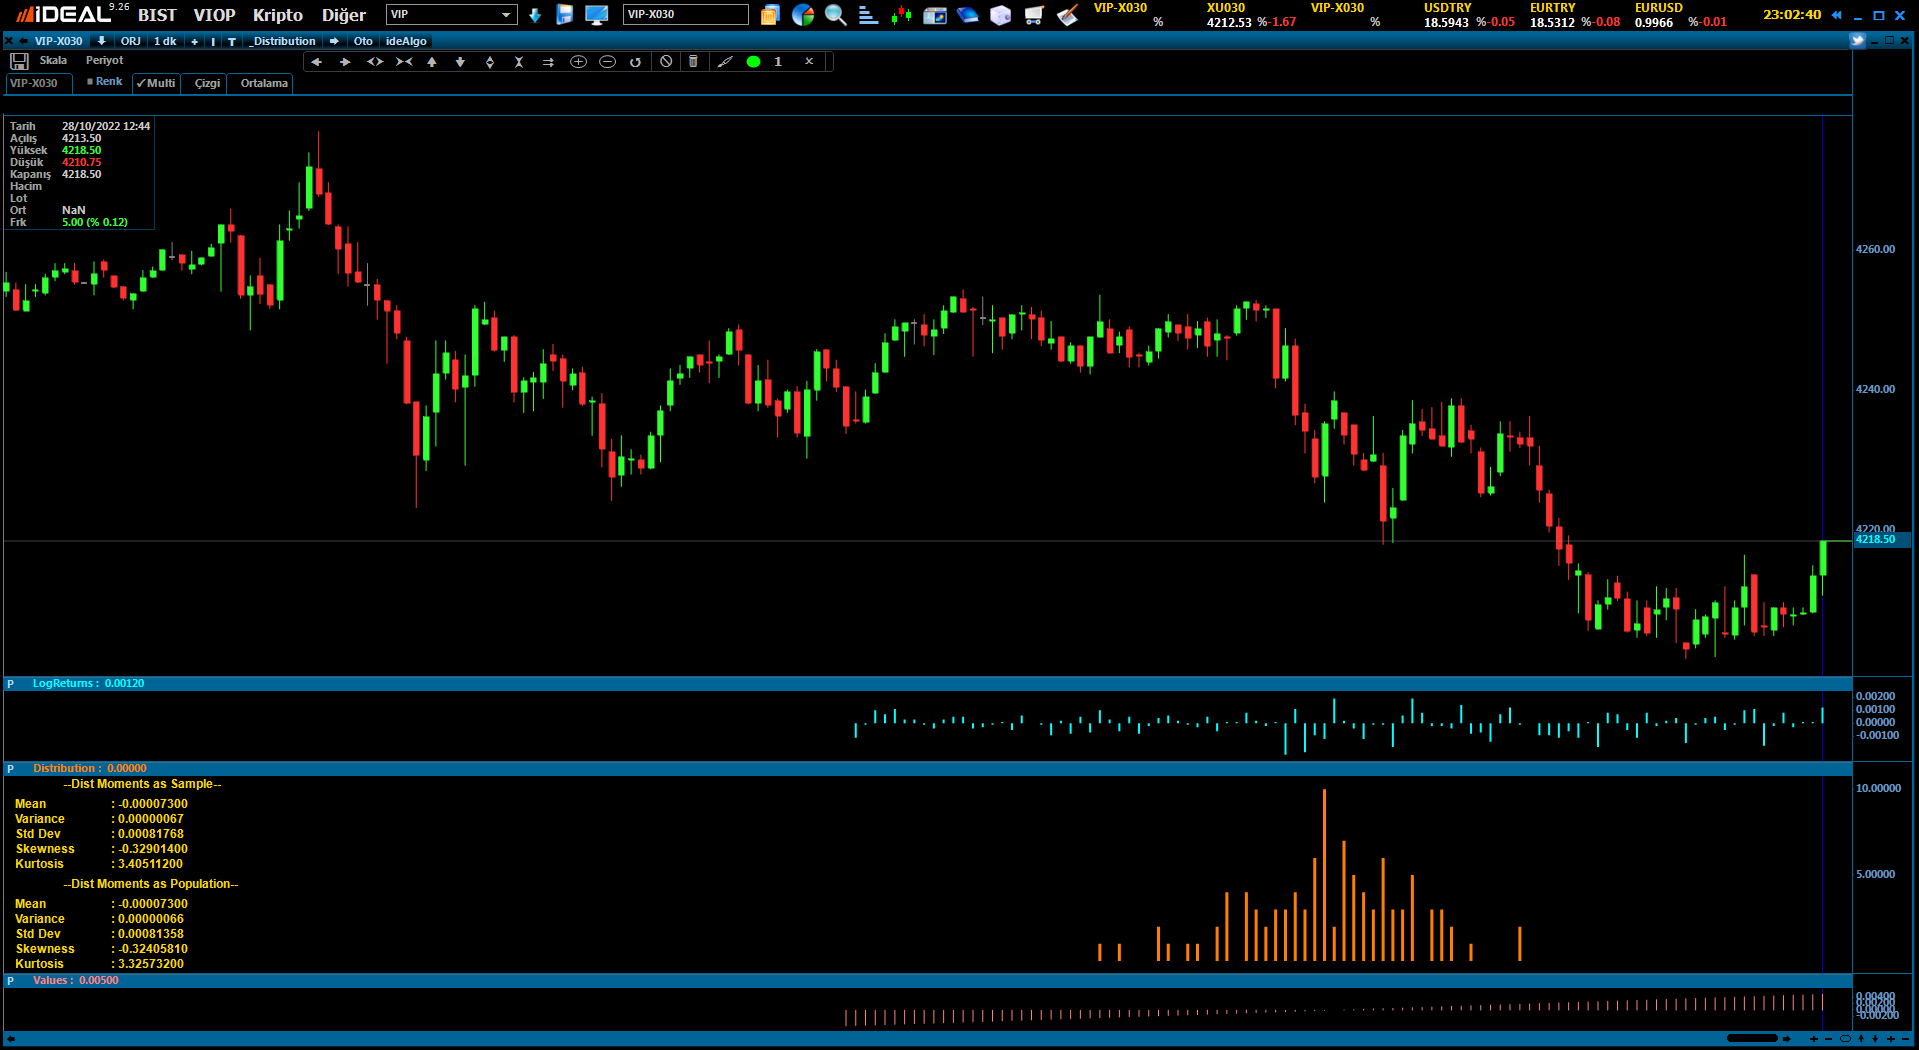 iDEAL 9.26 BIST VIOP Kripto Diğer VIP VIP-X030
VIP-X030 %
XU030 4212.53 %-1.67
VIP-X030 %
USDTRY 18.5943 %-0.05
EURTRY 18.5312 %-0.08
EURUSD 0.9966 %-0.01
23:02:40
VIP-X030 ORJ 1 dk + I T _Distribution Oto ideAlgo
Skala Periyot
1 ×
VIP-X030 Renk ✓Multi Çizgi Ortalama
Tarih 28/10/2022 12:44
Açılış 4213.50
Yüksek 4218.50
Düşük 4210.75
Kapanış 4218.50
Hacim
Lot
Ort NaN
Frk 5.00 (% 0.12)
4260.00
4240.00
4220.00
4218.50
P LogReturns : 0.00120
0.00200
0.00100
0.00000
-0.00100
P Distribution : 0.00000
--Dist Moments as Sample--
Mean : -0.00007300
Variance : 0.00000067
Std Dev : 0.00081768
Skewness : -0.32901400
Kurtosis : 3.40511200
--Dist Moments as Population--
Mean : -0.00007300
Variance : 0.00000066
Std Dev : 0.00081358
Skewness : -0.32405810
Kurtosis : 3.32573200
10.00000
5.00000
P Values : 0.00500
0.00400
0.00200
0.00000
-0.00200